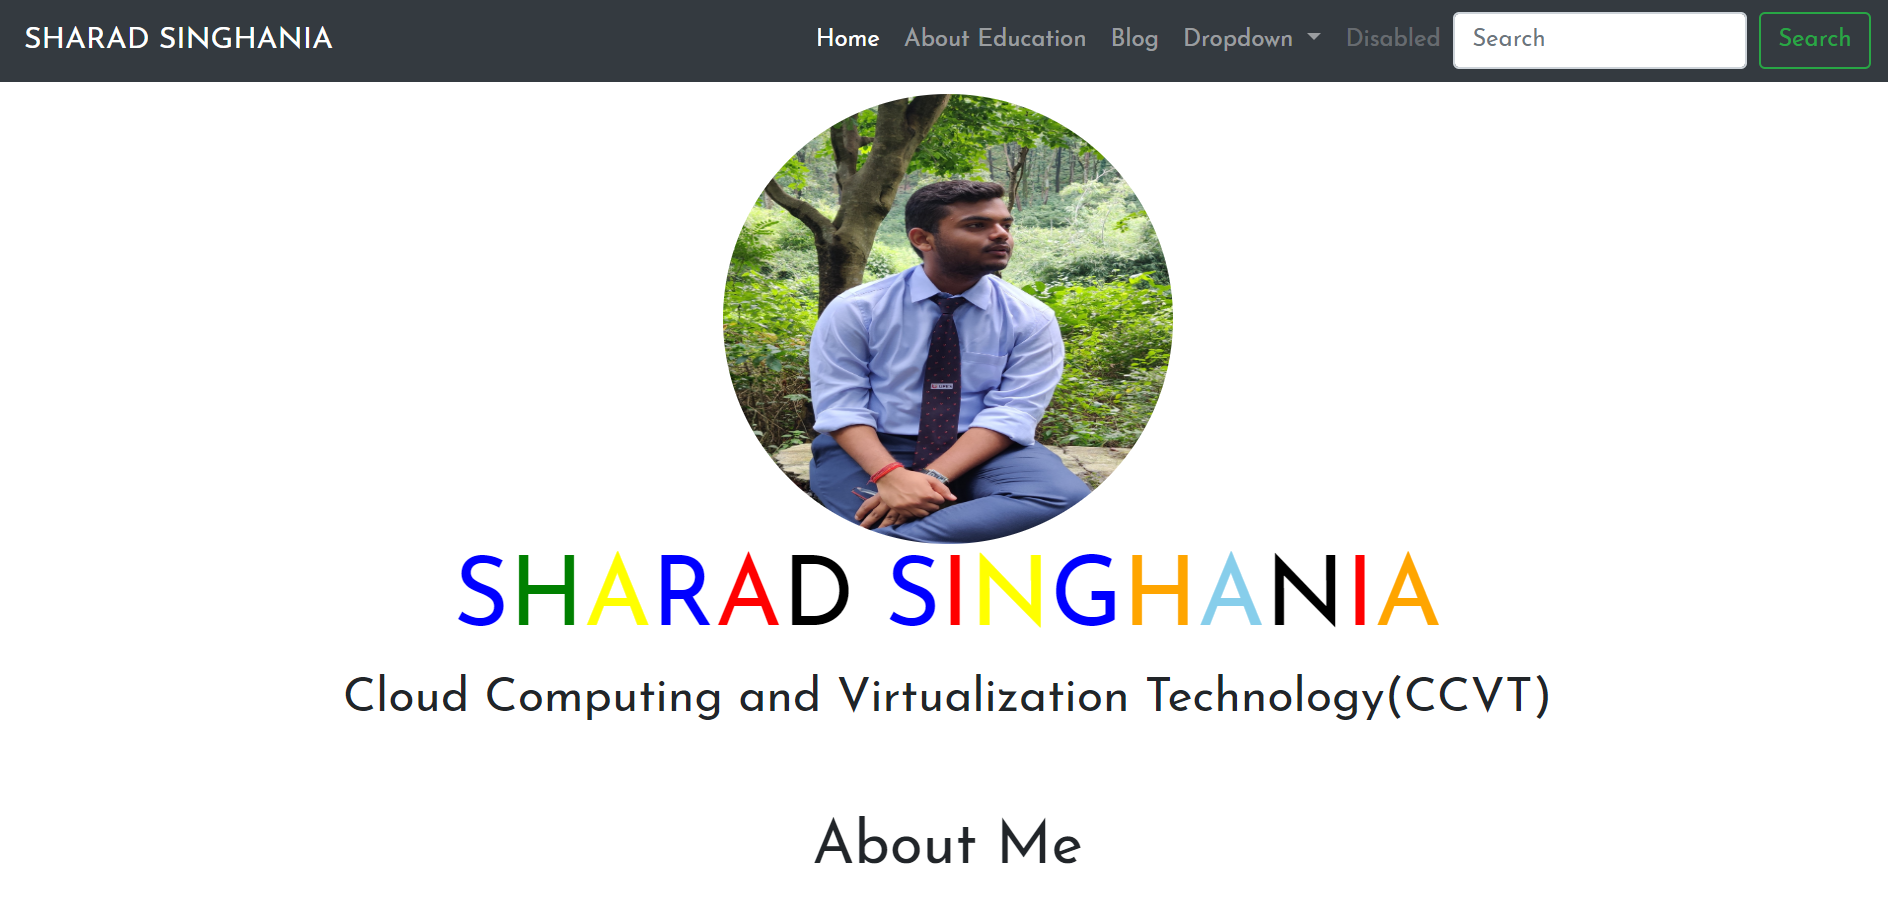 SHARAD SINGHANIA Home About Education Blog Dropdown Disabled Search Search
SHARAD SINGHANIA
Cloud Computing and Virtualization Technology(CCVT)
About Me